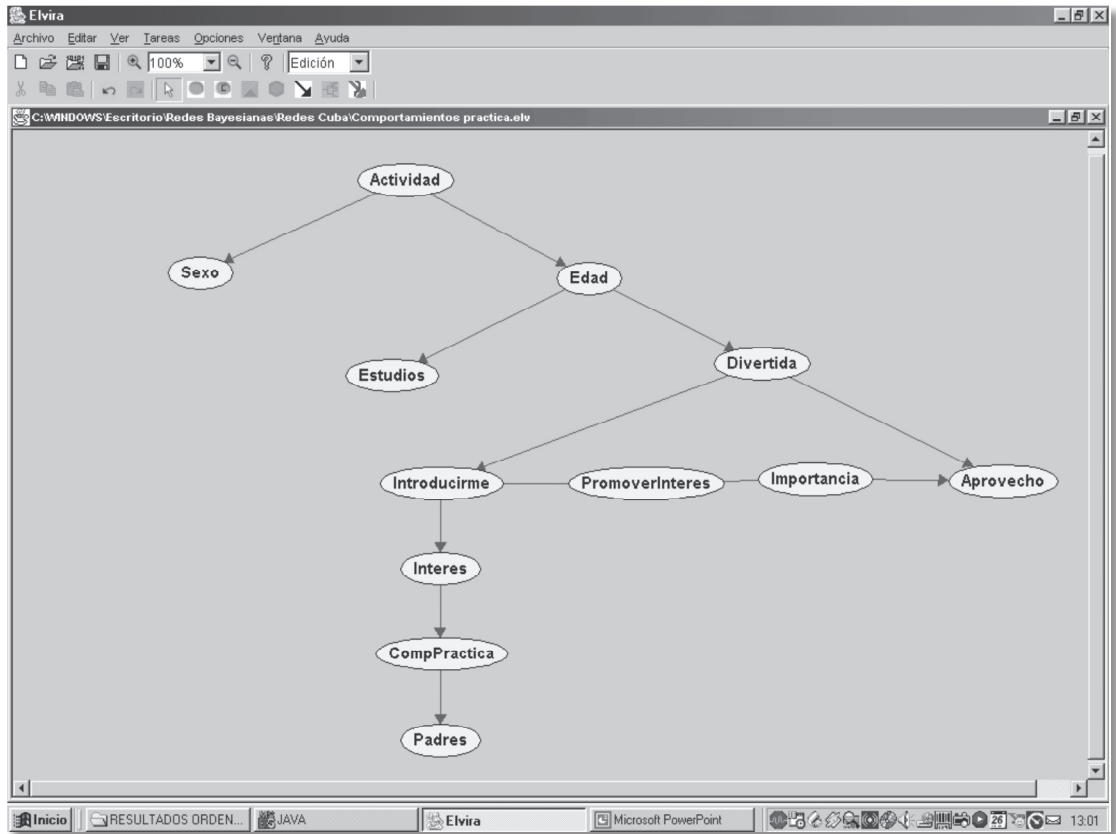 Elvira
Archivo Editar Ver Tareas Opciones Ventana Ayuda
100% Edición
C:\WINDOWS\Escritorio\Redes Bayesianas\Redes Cuba\Comportamientos practica.elv
Actividad
Sexo
Edad
Divertida
Estudios
Introducirme PromoverInteres Importancia Aprovecho
Interes
CompPractica
Padres
Inicio RESULTADOS ORDEN... JAVA Elvira Microsoft PowerPoint 26 13:01